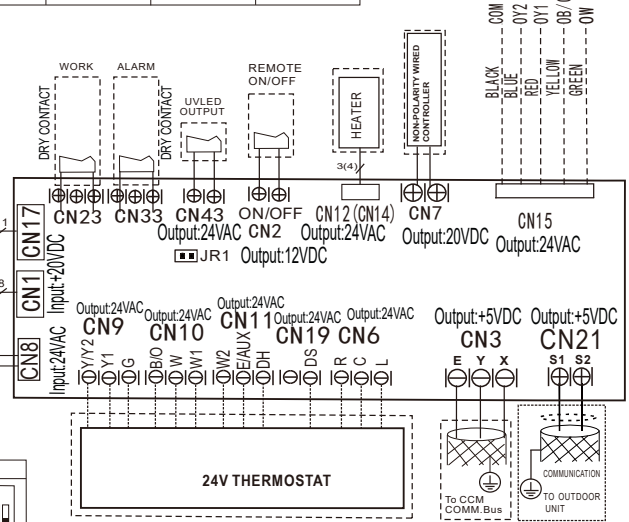 COM
OY2
OY1
OW
BLACK
BLUE
RED
YELLOW
GREEN
WORK
ALARM
REMOTE
ON/OFF
DRY CONTACT
DRY CONTACT
UVLED
OUTPUT
HEATER
NON-POLARITY WIRED
CONTROLLER
3(4)
1
8
CN17
CN1
CN8
Input:+20VDC
Input:24VAC
CN23
CN33
CN43
Output:24VAC
JR1
ON/OFF
CN2
Output:12VDC
CN12(CN14)
Output:24VAC
CN7
Output:20VDC
CN15
Output:24VAC
Output:24VAC
CN9
Output:24VAC
CN10
Output:24VAC
CN11
Output:24VAC
CN19
Output:24VAC
CN6
Output:+5VDC
CN3
Output:+5VDC
CN21
Y/Y2
Y1
G
B/O
W
W1
W2
E/AUX
DH
DS
R
C
L
E Y X
S1 S2
24V THERMOSTAT
To CCM
COMM.Bus
COMMUNICATION
TO OUTDOOR
UNIT